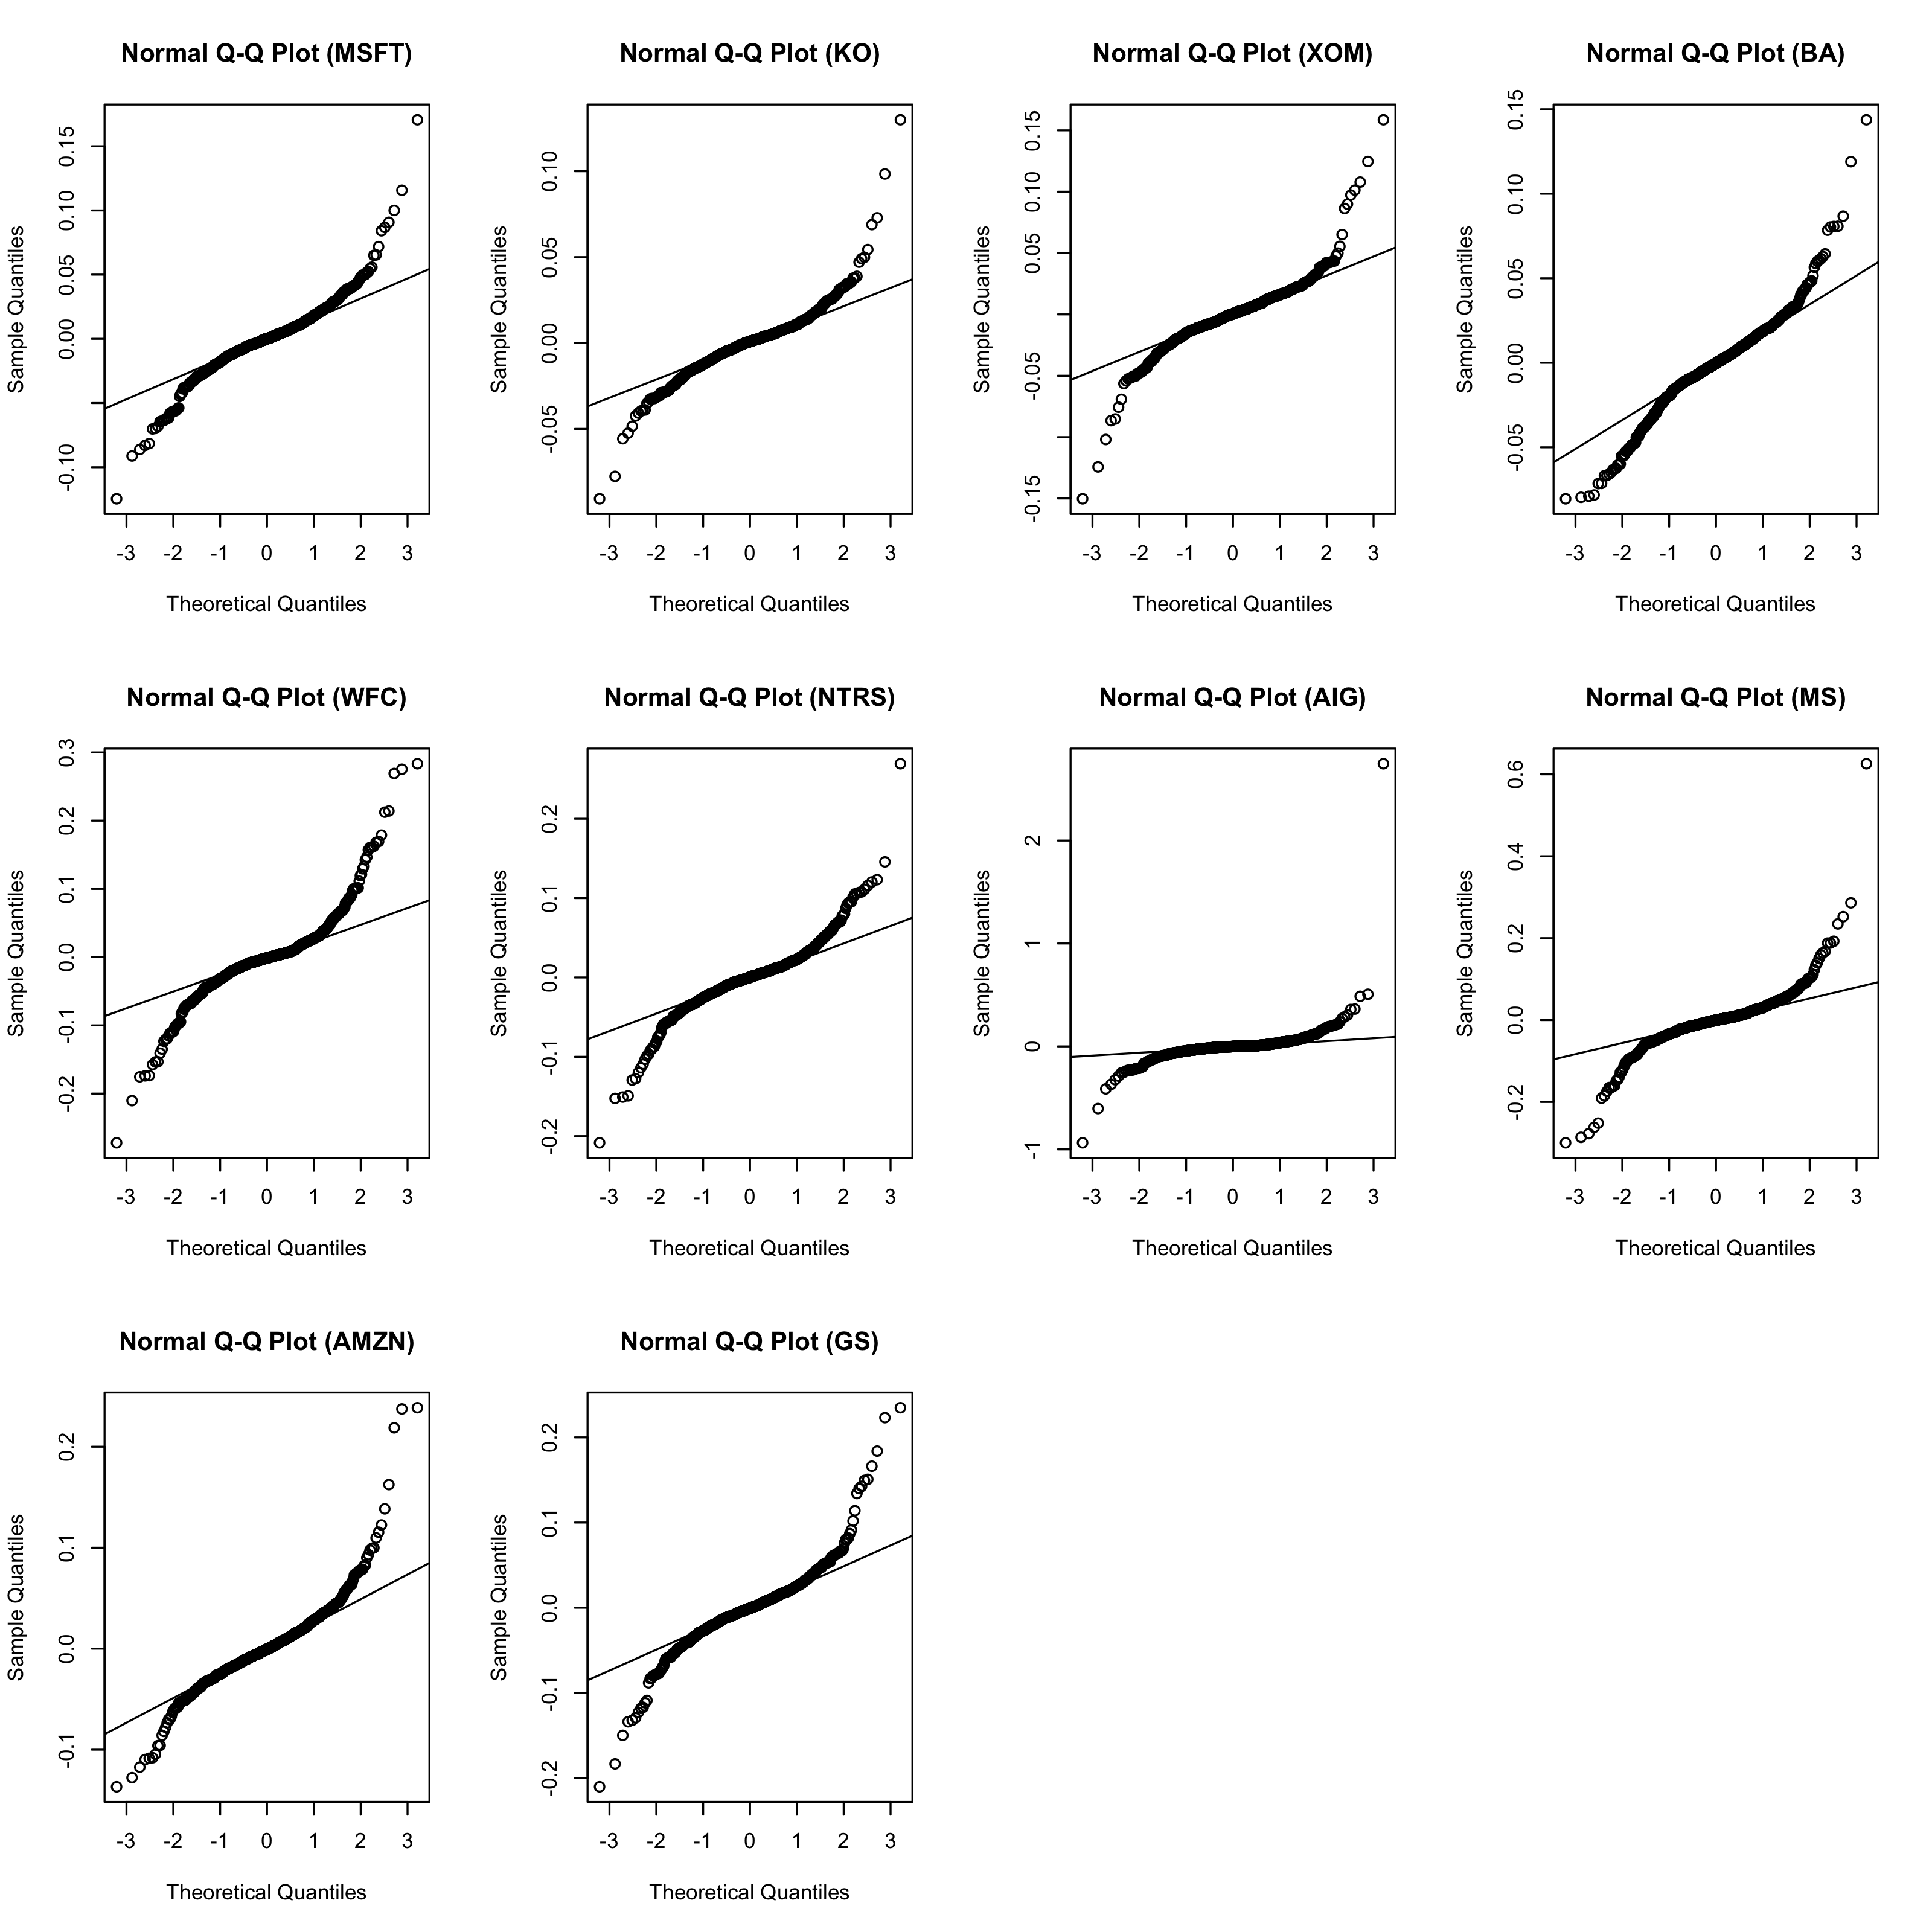 Normal Q-Q Plot (MSFT)
Sample Quantiles
0.15
0.10
0.05
0.00
-0.10
-3 -2 -1 0 1 2 3
Theoretical Quantiles
Normal Q-Q Plot (KO)
Sample Quantiles
0.10
0.05
0.00
-0.05
-3 -2 -1 0 1 2 3
Theoretical Quantiles
Normal Q-Q Plot (XOM)
Sample Quantiles
0.15
0.10
0.05
-0.05
-0.15
-3 -2 -1 0 1 2 3
Theoretical Quantiles
Normal Q-Q Plot (BA)
Sample Quantiles
0.15
0.10
0.05
0.00
-0.05
-3 -2 -1 0 1 2 3
Theoretical Quantiles
Normal Q-Q Plot (WFC)
Sample Quantiles
0.3
0.2
0.1
0.0
-0.1
-0.2
-3 -2 -1 0 1 2 3
Theoretical Quantiles
Normal Q-Q Plot (NTRS)
Sample Quantiles
0.2
0.1
0.0
-0.1
-0.2
-3 -2 -1 0 1 2 3
Theoretical Quantiles
Normal Q-Q Plot (AIG)
Sample Quantiles
2
1
0
-1
-3 -2 -1 0 1 2 3
Theoretical Quantiles
Normal Q-Q Plot (MS)
Sample Quantiles
0.6
0.4
0.2
0.0
-0.2
-3 -2 -1 0 1 2 3
Theoretical Quantiles
Normal Q-Q Plot (AMZN)
Sample Quantiles
0.2
0.1
0.0
-0.1
-3 -2 -1 0 1 2 3
Theoretical Quantiles
Normal Q-Q Plot (GS)
Sample Quantiles
0.2
0.1
0.0
-0.1
-0.2
-3 -2 -1 0 1 2 3
Theoretical Quantiles